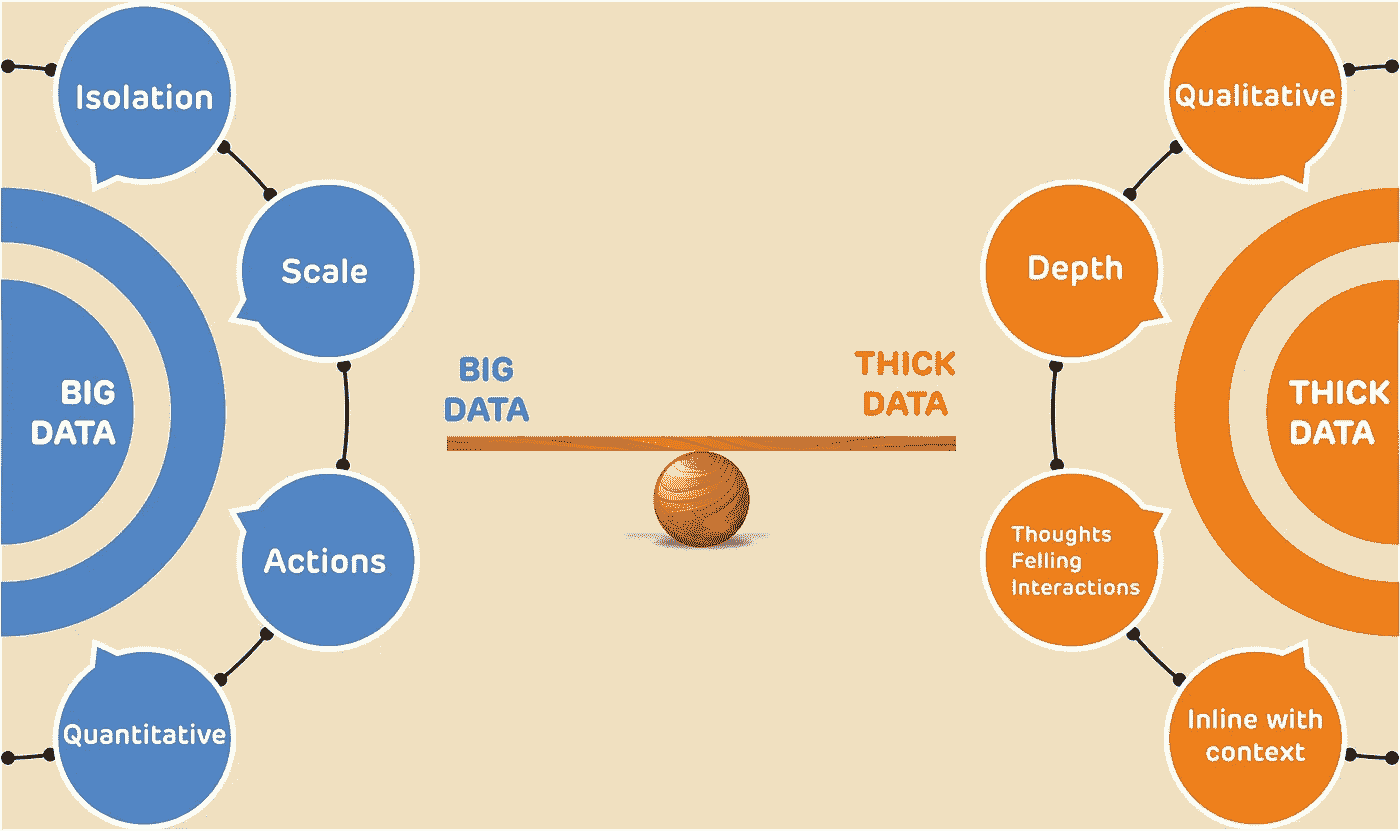 Isolation
Scale
BIG
DATA
Actions
Quantitative
BIG
DATA
THICK
DATA
Qualitative
Depth
THICK
DATA
Thoughts
Felling
Interactions
Inline with
context